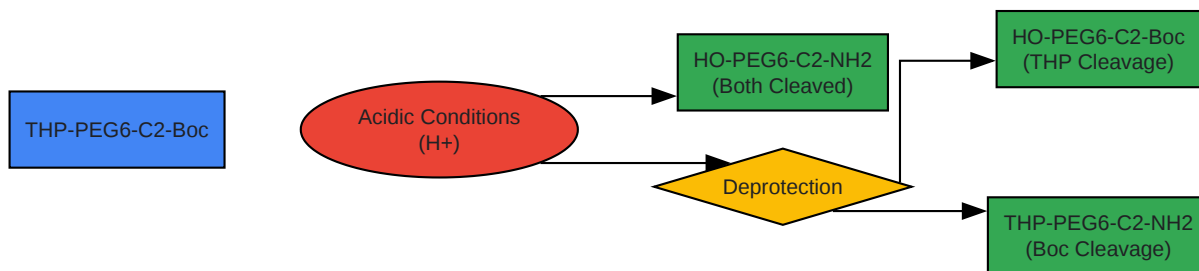 THP-PEG6-C2-Boc
Acidic Conditions
(H+)
HO-PEG6-C2-NH2
(Both Cleaved)
Deprotection
HO-PEG6-C2-Boc
(THP Cleavage)
THP-PEG6-C2-NH2
(Boc Cleavage)